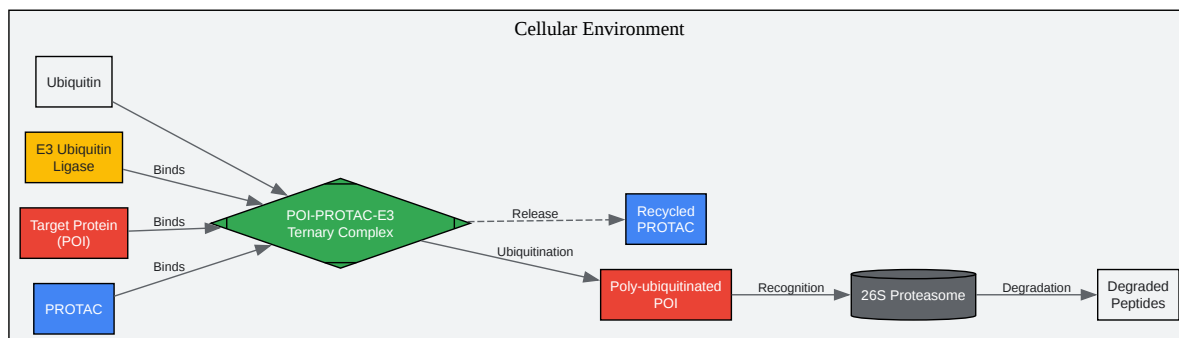 Cellular Environment
Ubiquitin
E3 Ubiquitin
Ligase
Binds
Target Protein
(POI)
Binds
PROTAC
Binds
POI-PROTAC-E3
Ternary Complex
Release
Recycled
PROTAC
Ubiquitination
Poly-ubiquitinated
POI
Recognition
26S Proteasome
Degradation
Degraded
Peptides